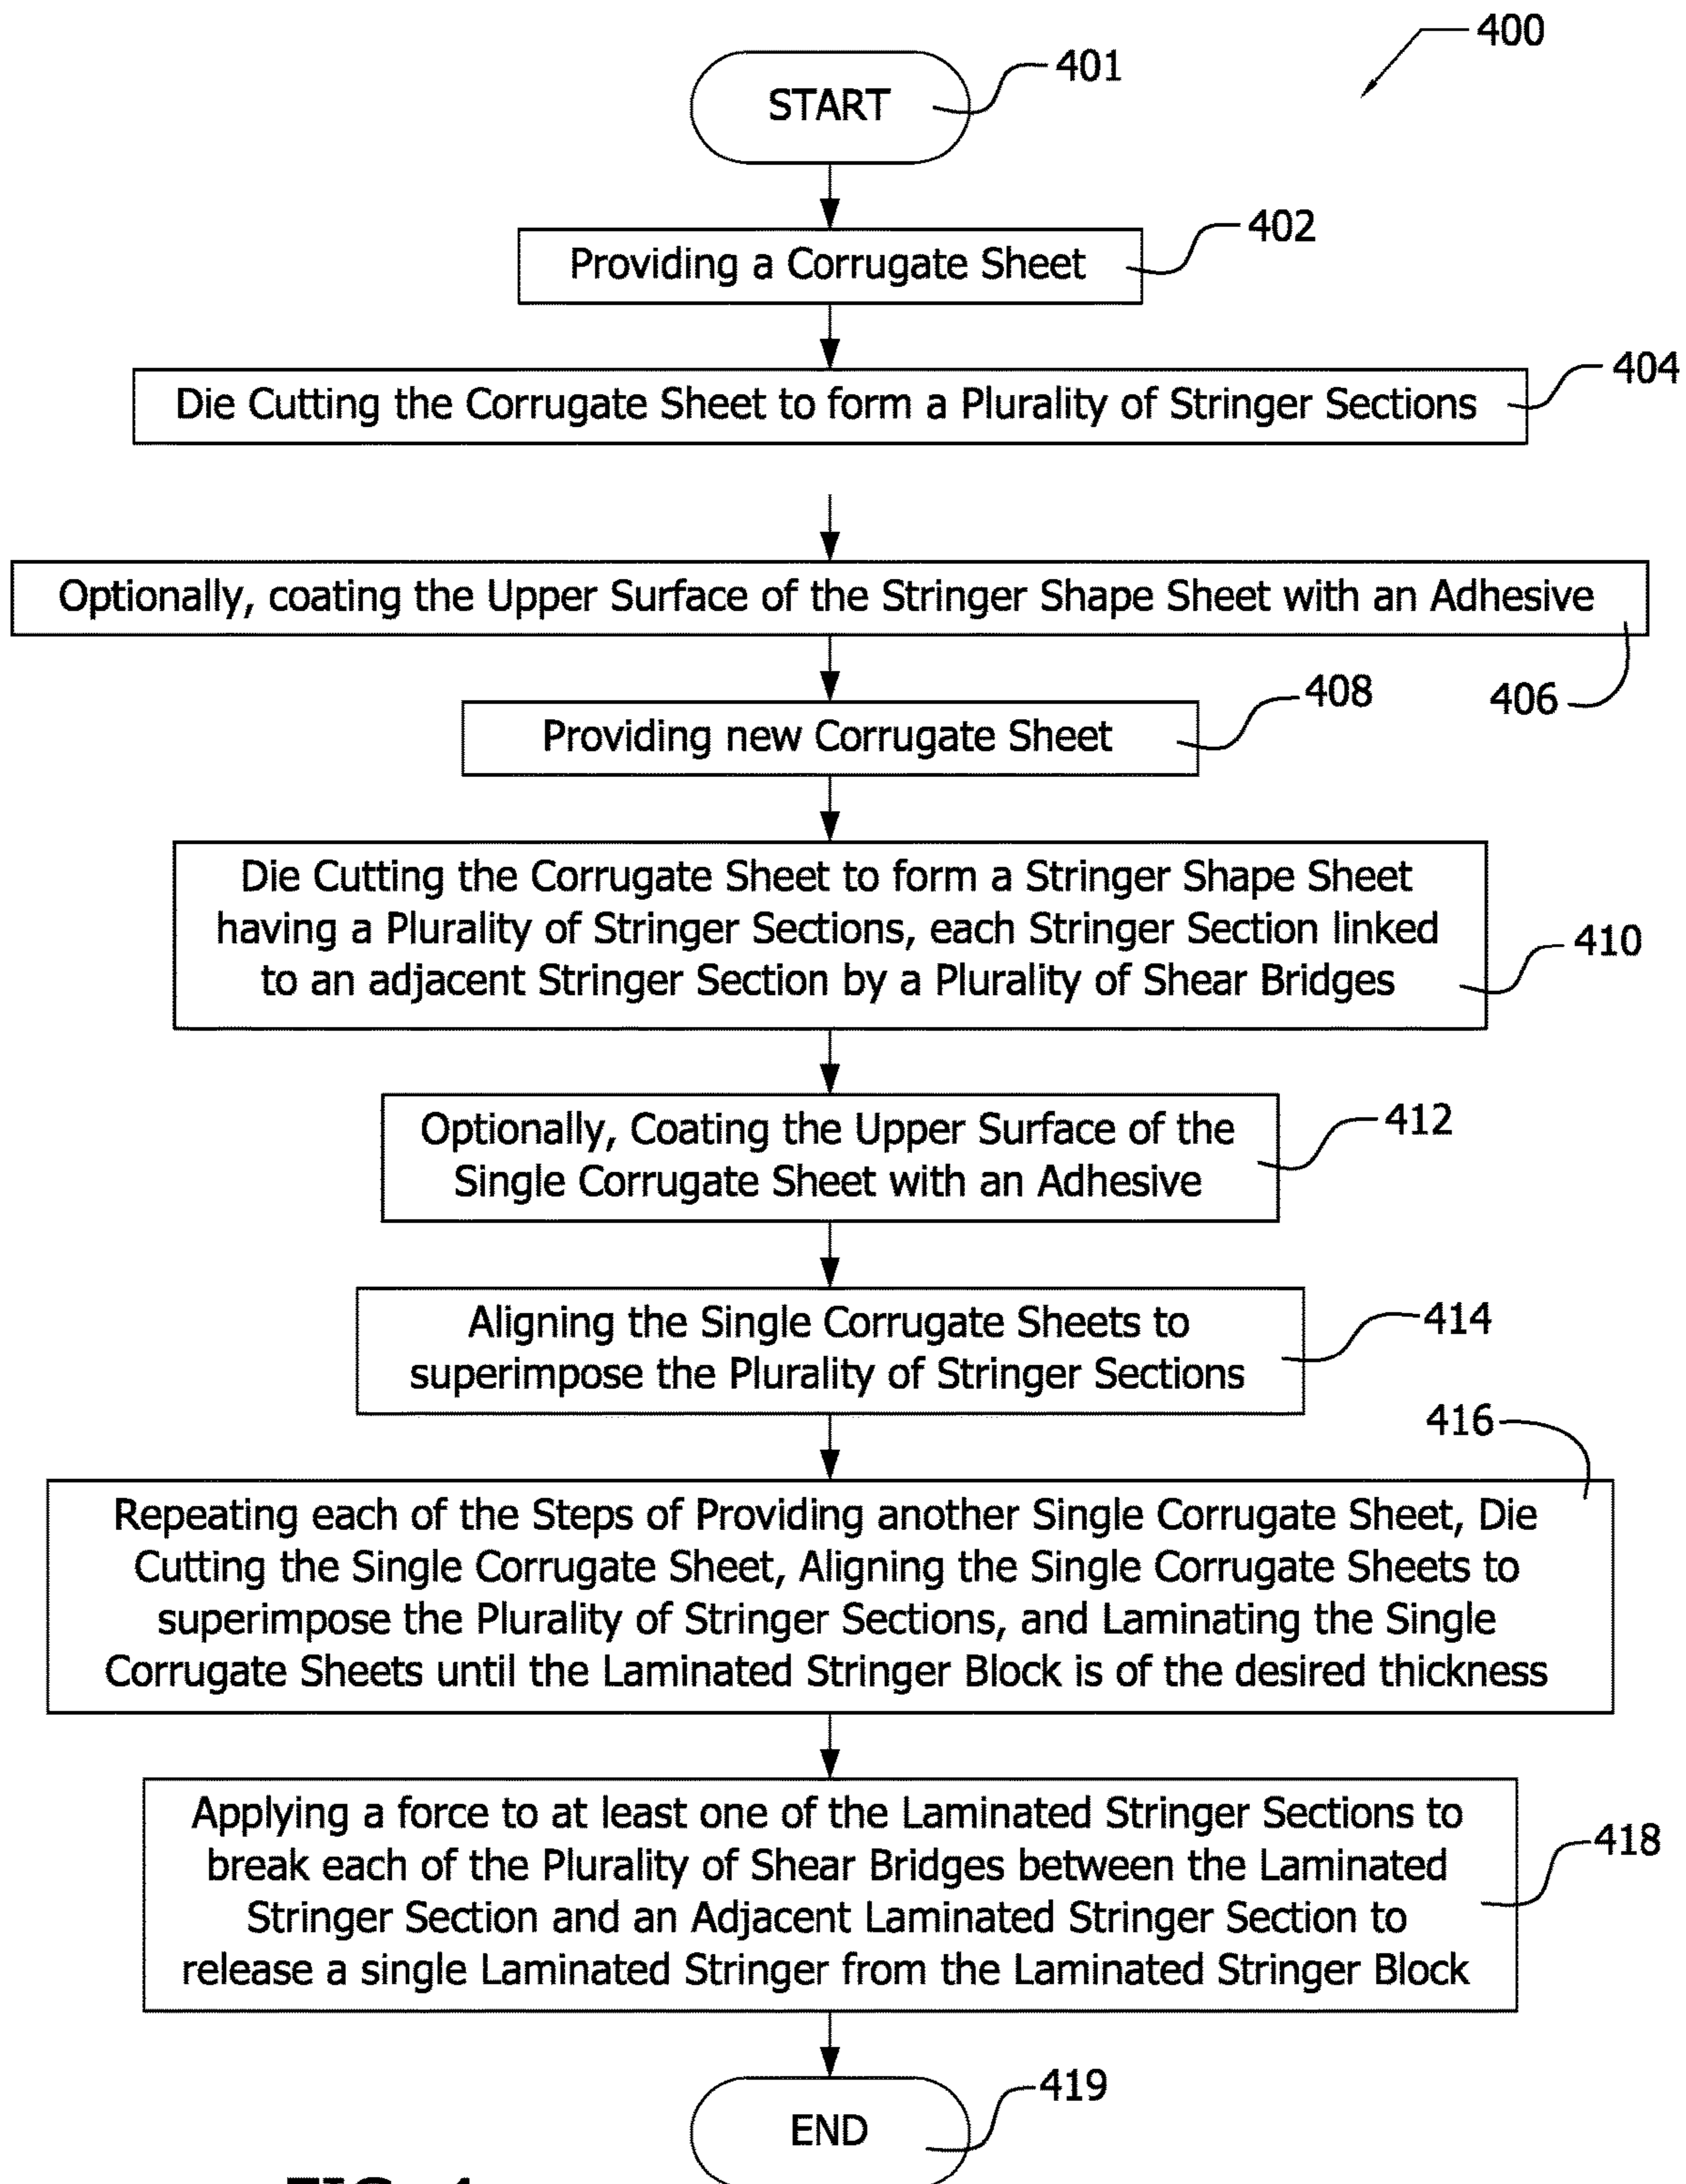 400
START
401
Providing a Corrugate Sheet
402
Die Cutting the Corrugate Sheet to form a Plurality of Stringer Sections
404
Optionally, coating the Upper Surface of the Stringer Shape Sheet with an Adhesive
406
Providing new Corrugate Sheet
408
Die Cutting the Corrugate Sheet to form a Stringer Shape Sheet
having a Plurality of Stringer Sections, each Stringer Section linked
to an adjacent Stringer Section by a Plurality of Shear Bridges
410
Optionally, Coating the Upper Surface of the
Single Corrugate Sheet with an Adhesive
412
Aligning the Single Corrugate Sheets to
superimpose the Plurality of Stringer Sections
414
416
Repeating each of the Steps of Providing another Single Corrugate Sheet, Die
Cutting the Single Corrugate Sheet, Aligning the Single Corrugate Sheets to
superimpose the Plurality of Stringer Sections, and Laminating the Single
Corrugate Sheets until the Laminated Stringer Block is of the desired thickness
Applying a force to at least one of the Laminated Stringer Sections to
break each of the Plurality of Shear Bridges between the Laminated
Stringer Section and an Adjacent Laminated Stringer Section to
release a single Laminated Stringer from the Laminated Stringer Block
418
END
419